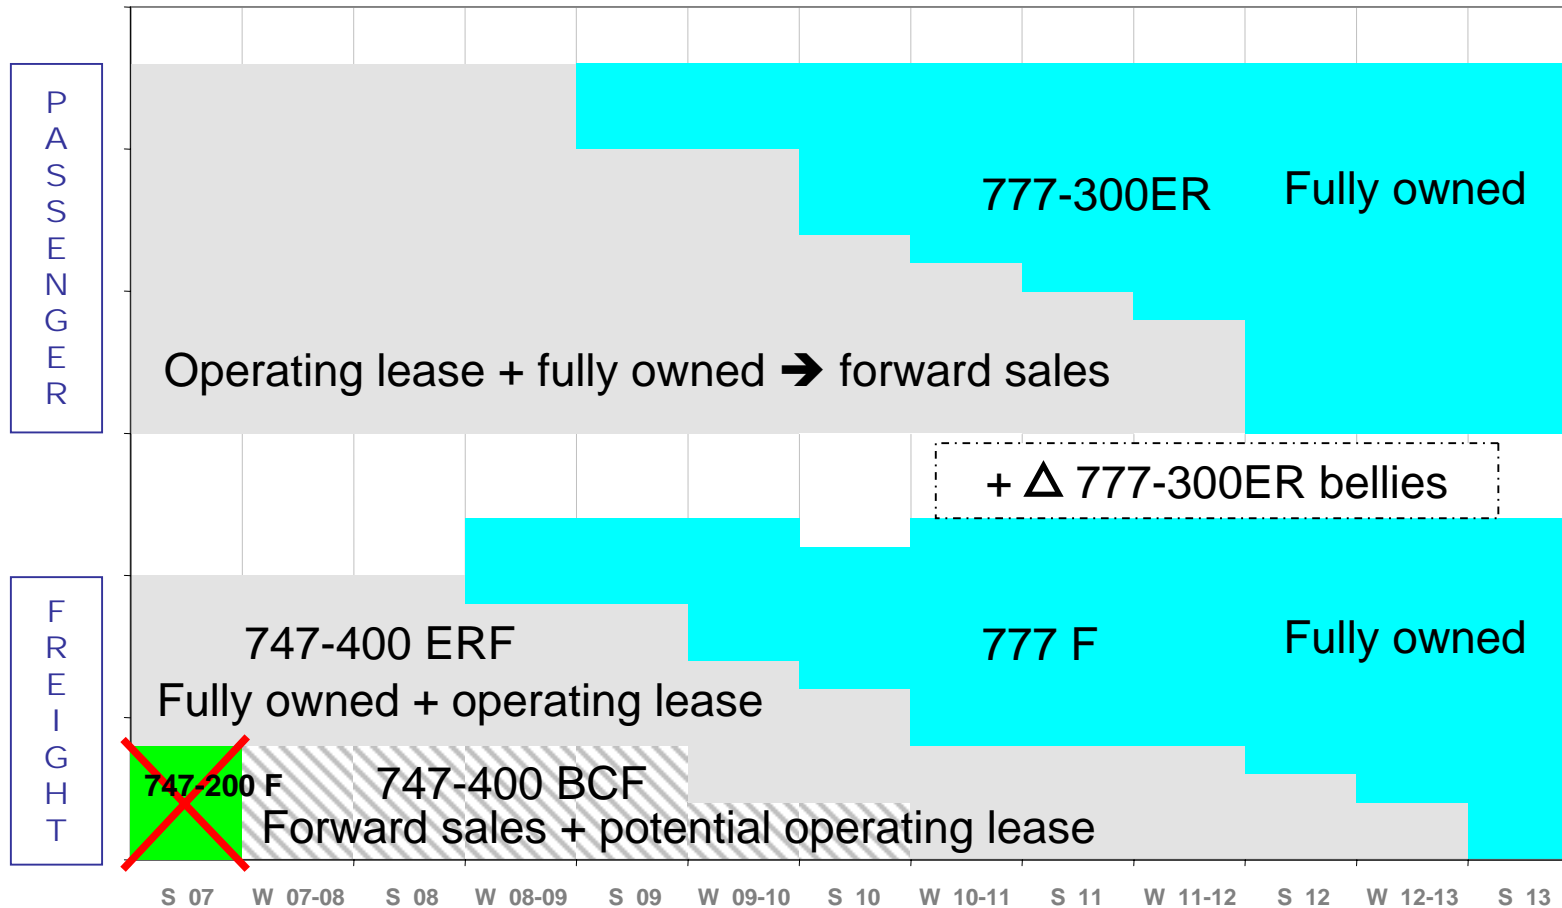 PASSENGER
777-300ER
Fully owned
Operating lease + fully owned ➔ forward sales
+ Δ 777-300ER bellies
FREIGHT
747-400 ERF
777 F
Fully owned
Fully owned + operating lease
747-200 F
747-400 BCF
Forward sales + potential operating lease
S 07 W 07-08 S 08 W 08-09 S 09 W 09-10 S 10 W 10-11 S 11 W 11-12 S 12 W 12-13 S 13